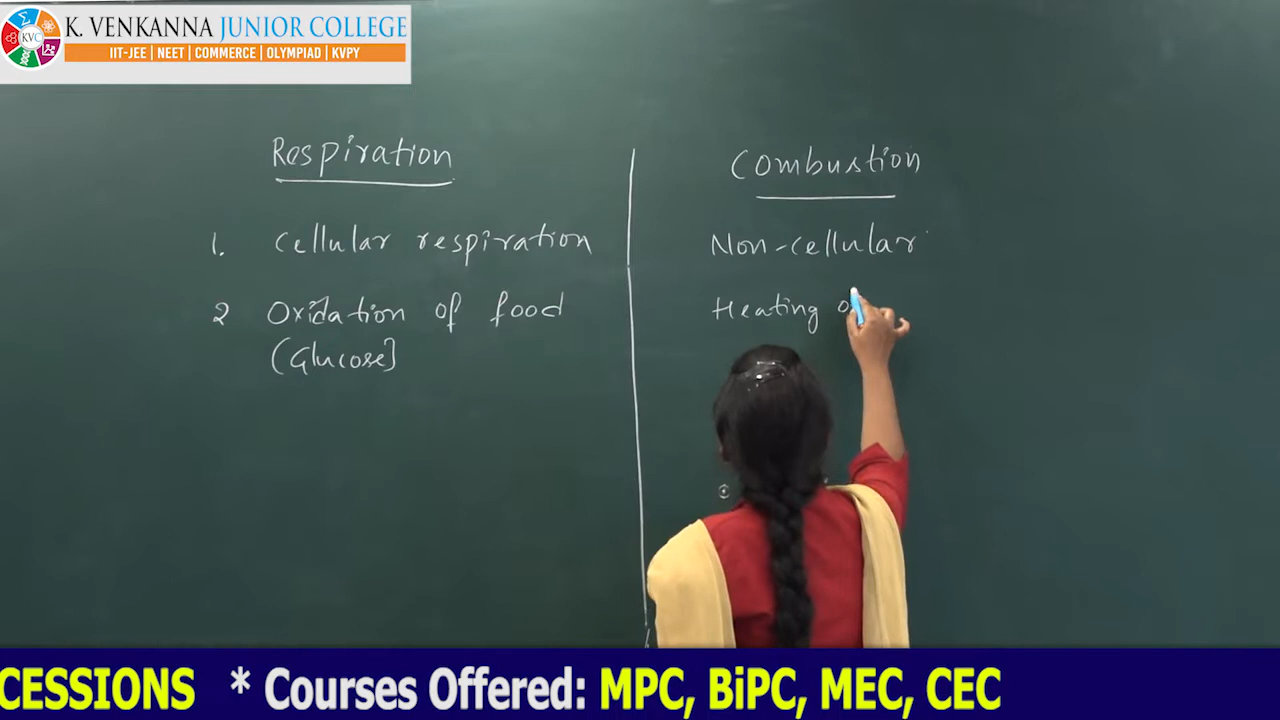 K. VENKANNA JUNIOR COLLEGE
KVC
IIT-JEE | NEET | COMMERCE | OLYMPIAD | KVPY
Respiration
Combustion
1. Cellular respiration
Non-cellular
2 Oxidation of food
(Glucose]
Heating
CESSIONS * Courses Offered: MPC, BiPC, MEC, CEC